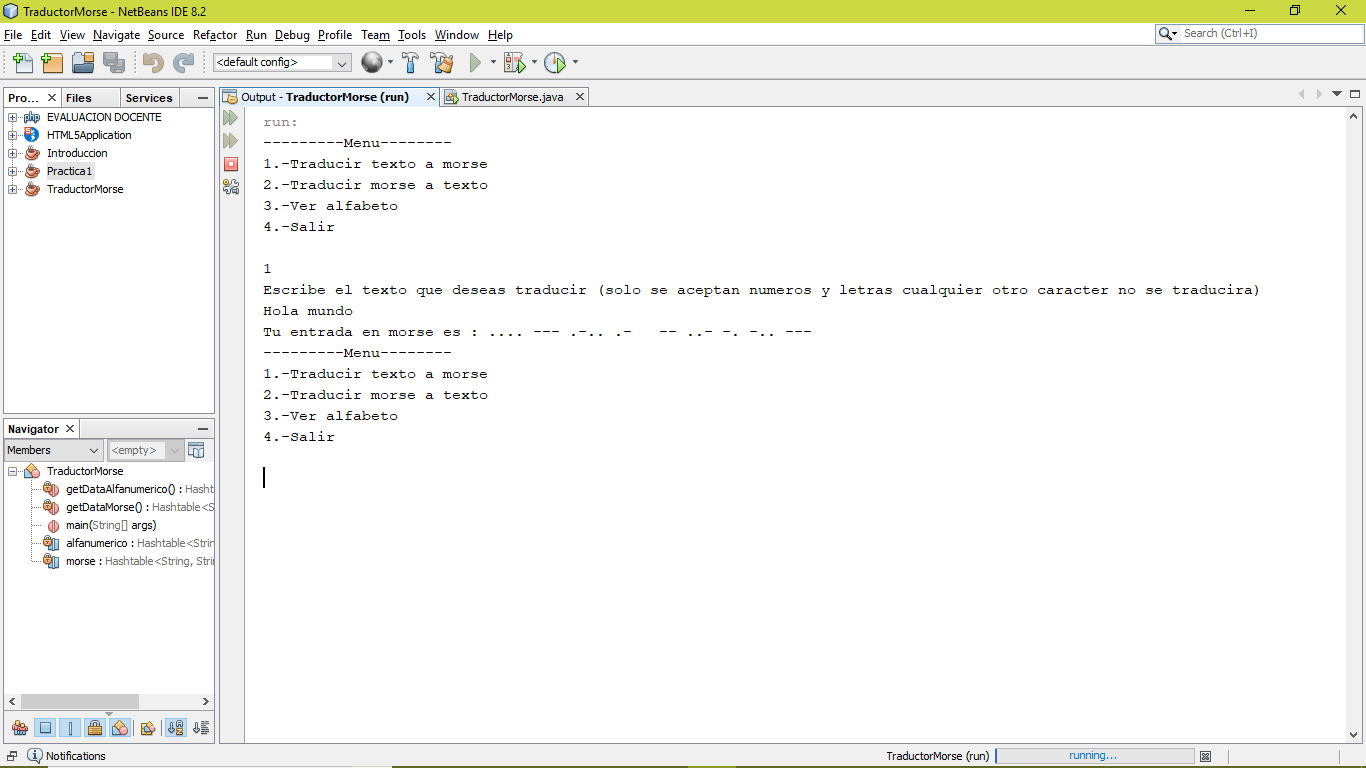 TraductorMorse - NetBeans IDE 8.2
File Edit View Navigate Source Refactor Run Debug Profile Team Tools Window Help
Search (Ctrl+I)
<default config>
Pro... Files Services
EVALUACION DOCENTE
HTML5Application
Introduccion
Practica1
TraductorMorse
Output - TraductorMorse (run) TraductorMorse.java
run:
---------Menu--------
1.-Traducir texto a morse
2.-Traducir morse a texto
3.-Ver alfabeto
4.-Salir
1
Escribe el texto que deseas traducir (solo se aceptan numeros y letras cualquier otro caracter no se traducira)
Hola mundo
Tu entrada en morse es : .... --- .-.. .-   -- ..- -. -.. ---
---------Menu--------
1.-Traducir texto a morse
2.-Traducir morse a texto
3.-Ver alfabeto
4.-Salir
Navigator
Members <empty>
TraductorMorse
getDataAlfanumerico() : Hasht
getDataMorse() : Hashtable<S
main(String[] args)
alfanumerico : Hashtable<Strin
morse : Hashtable<String, Stri
Notifications
TraductorMorse (run) running...